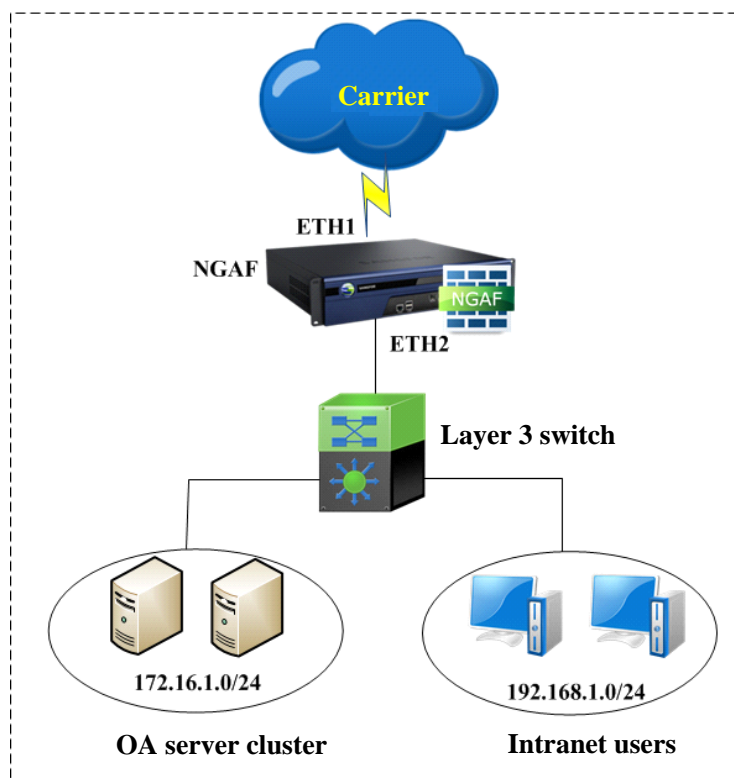 Carrier
ETH1
NGAF
NGAF
ETH2
Layer 3 switch
172.16.1.0/24
192.168.1.0/24
OA server cluster
Intranet users